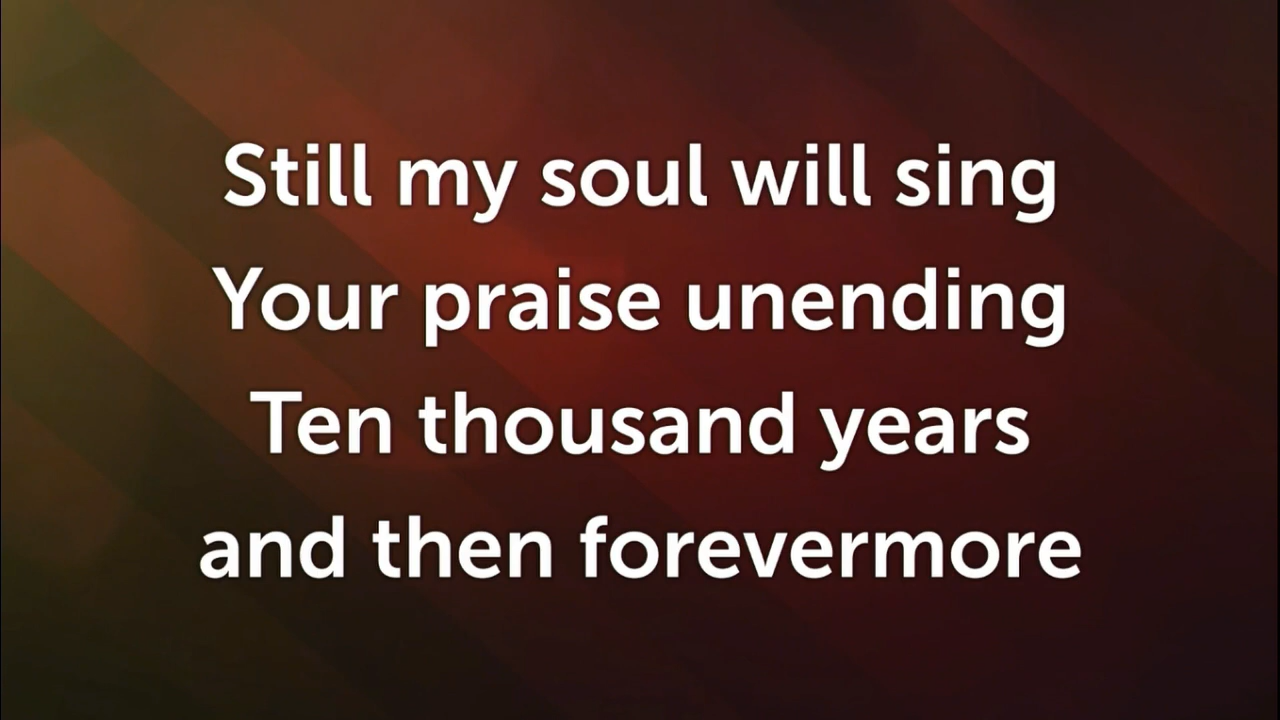 Still my soul will sing
Your praise unending
Ten thousand years
and then forevermore